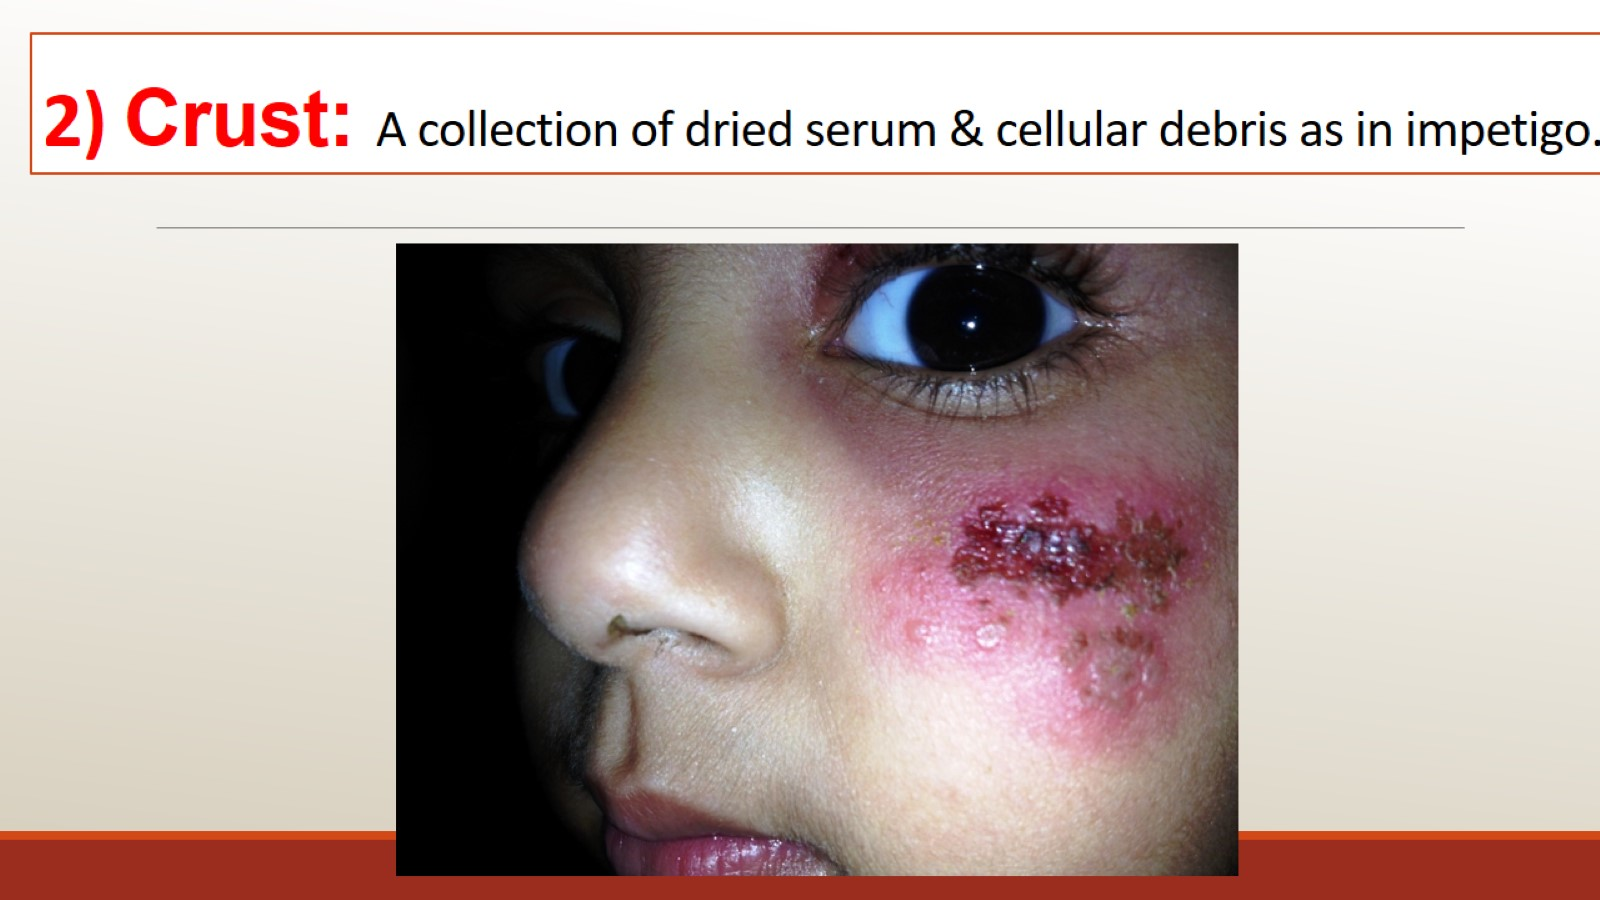 2) Crust: A collection of dried serum & cellular debris as in impetigo.